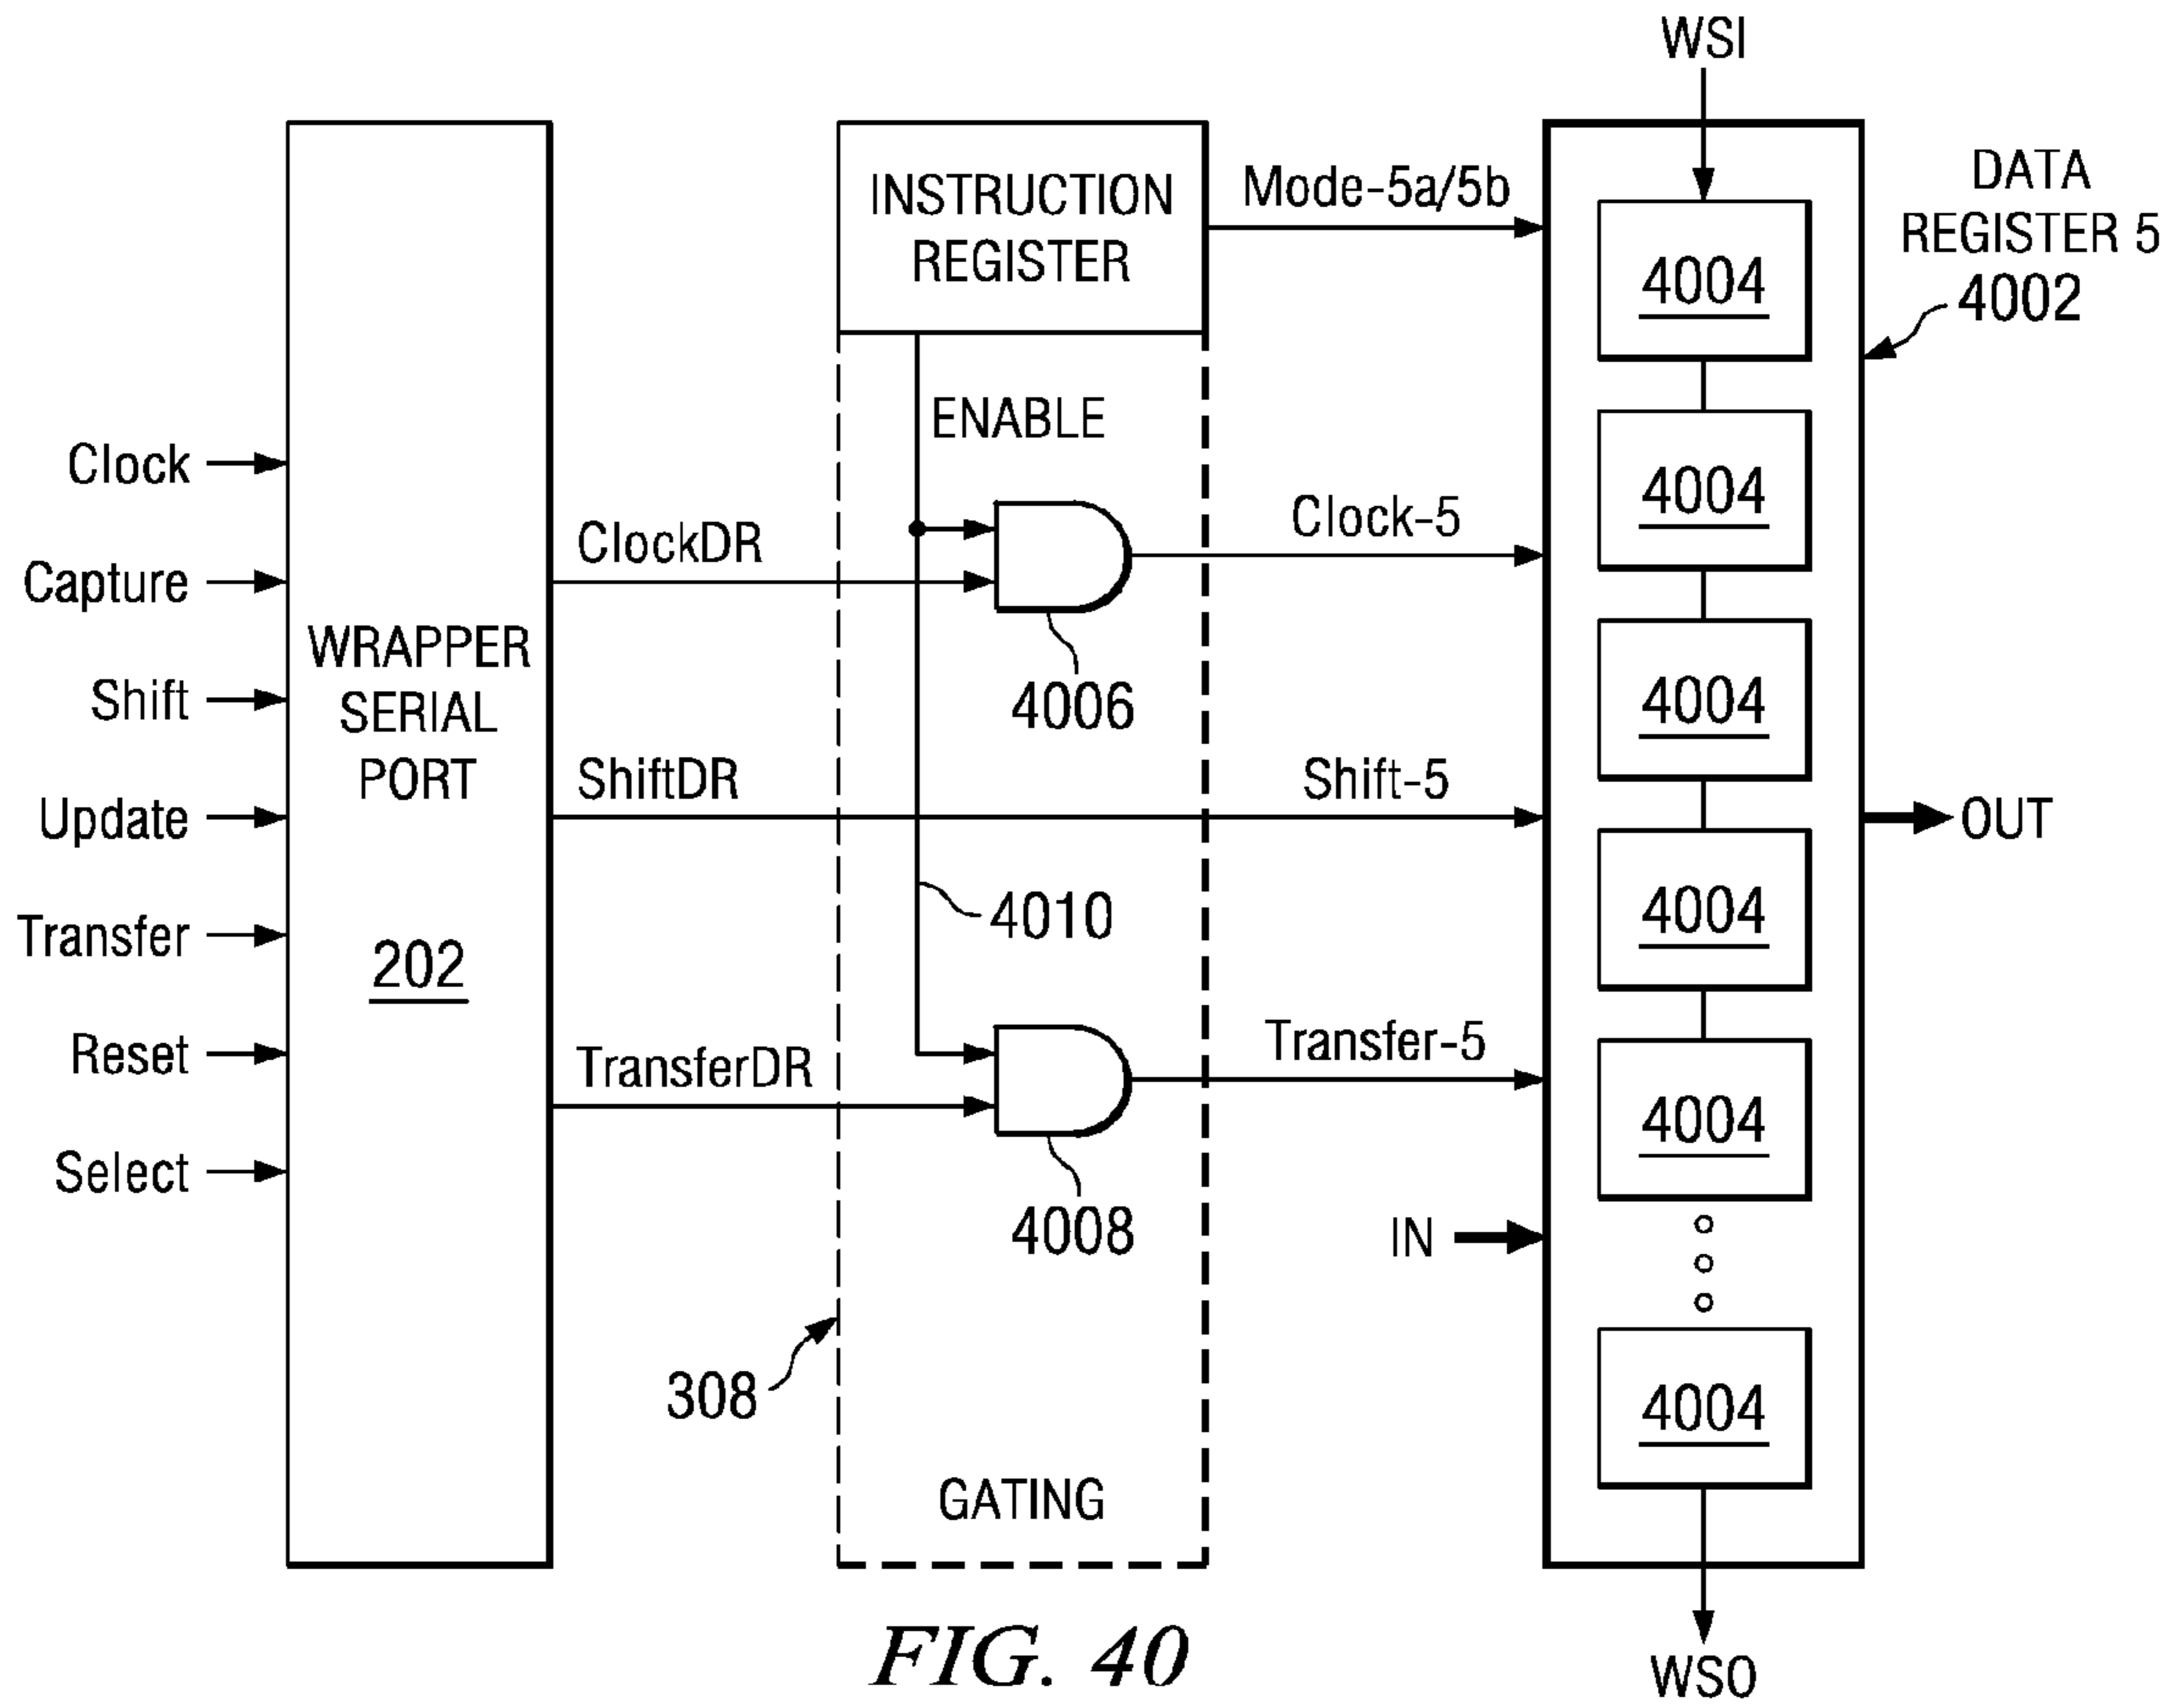 WSI
DATA
REGISTER 5
4002
INSTRUCTION
REGISTER
Mode-5a/5b
4004
ENABLE
Clock
4004
Clock-5
ClockDR
Capture
WRAPPER
SERIAL
PORT
4006
4004
Shift
ShiftDR
Shift-5
Update
OUT
4010
4004
Transfer
202
Reset
TransferDR
Transfer-5
4004
Select
4008
IN
308
4004
GATING
WSO
FIG. 40